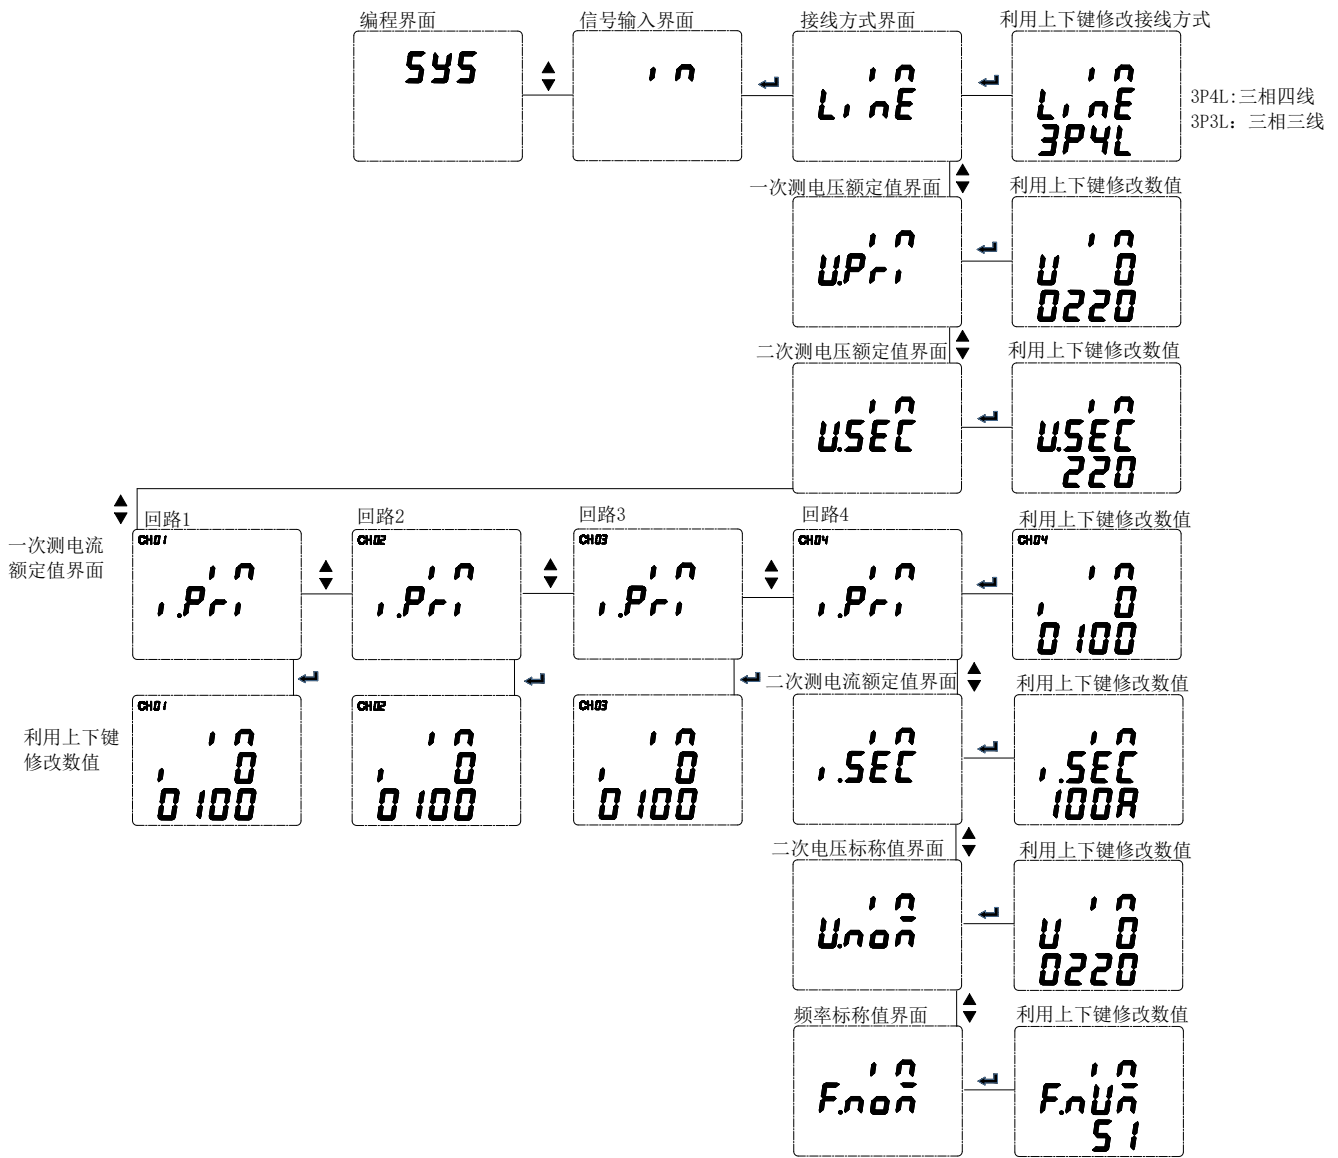 编程界面
SYS
信号输入界面
in
接线方式界面
in
LinE
利用上下键修改接线方式
in
LinE
3P4L
3P4L:三相四线
3P3L: 三相三线
一次测电压额定值界面
in
U.Pri
利用上下键修改数值
in
U 0
0220
二次测电压额定值界面
in
U.SEC
利用上下键修改数值
in
U.SEC
220
一次测电流
额定值界面
回路1
CH01
in
i.Pri
回路2
CH02
in
i.Pri
回路3
CH03
in
i.Pri
回路4
CH04
in
i.Pri
利用上下键修改数值
CH04
in
i 0
0100
利用上下键
修改数值
CH01
in
i 0
0100
CH02
in
i 0
0100
CH03
in
i 0
0100
二次测电流额定值界面
in
i.SEC
利用上下键修改数值
in
i.SEC
100A
二次电压标称值界面
in
U.non
利用上下键修改数值
in
U 0
0220
频率标称值界面
in
F.non
利用上下键修改数值
in
F.nUn
51